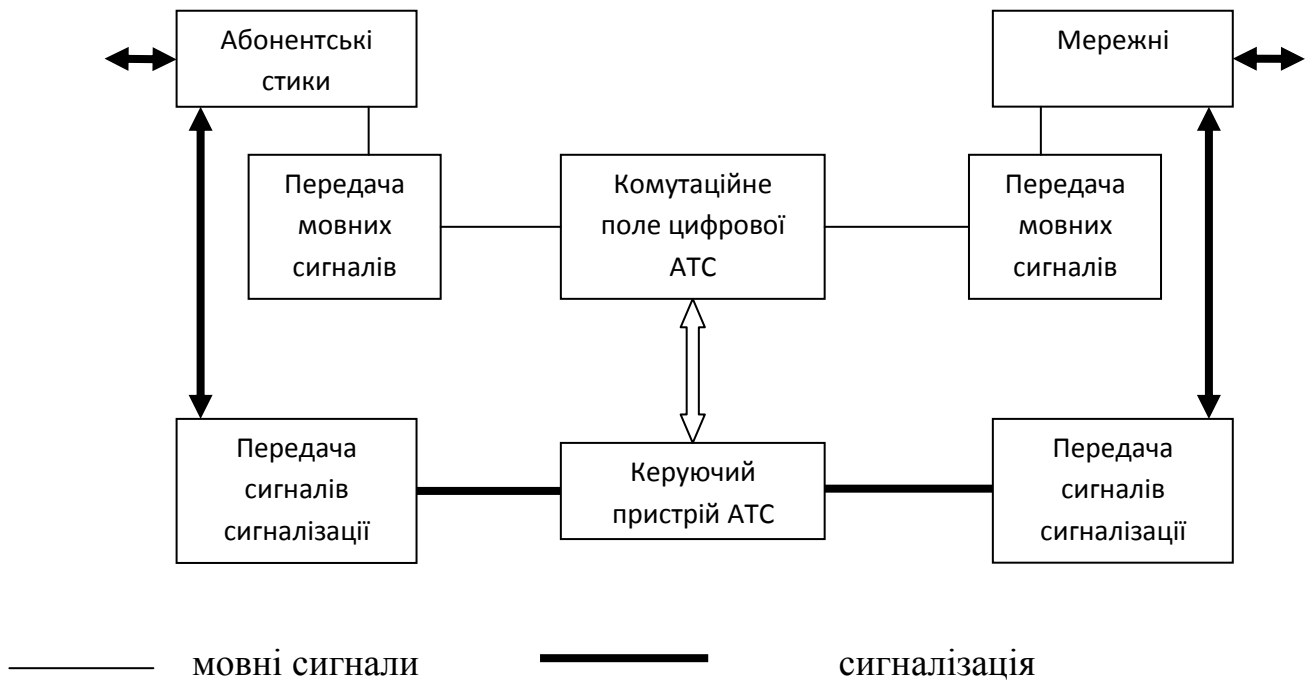 Абонентські
стики
Мережні
Передача
мовних
сигналів
Комутаційне
поле цифрової
АТС
Передача
мовних
сигналів
Передача
сигналів
сигналізації
Керуючий
пристрій АТС
Передача
сигналів
сигналізації
мовні сигнали
сигналізація